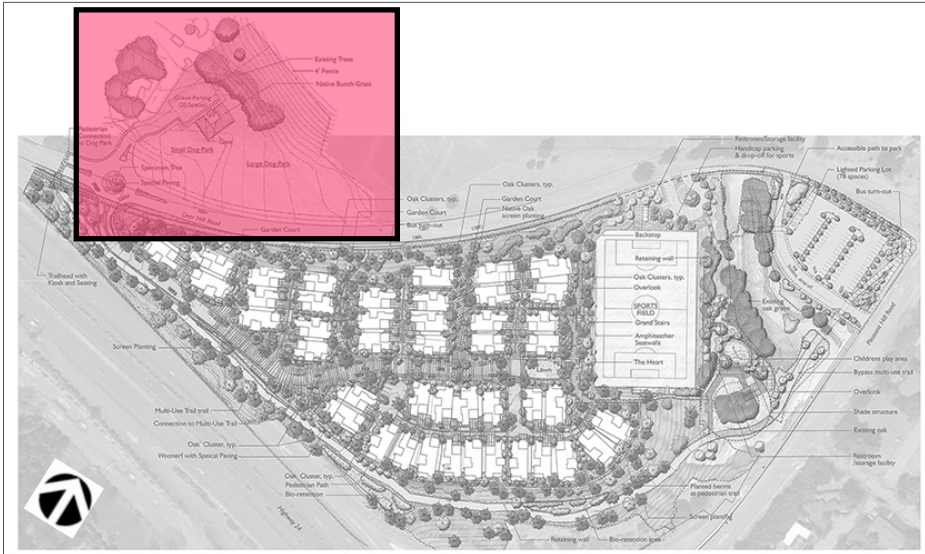 Existing Trees
4' Fence
Native Bunch Grass
Gravel Parking
(20 Spaces)
Pedestrian
Connection
to Dog Park
Gate
Small Dog Park
Large Dog Park
Specimen Tree
Special Paving
Deer Hill Road
Garden Court
Restroom/Storage facility
Handicap parking
& drop-off for sports
Accessible path to park
Lighted Parking Lot
(78 spaces)
Bus turn-out
Oak Clusters, typ.
Garden Court
Native Oak
screen planting
Oak Clusters, typ.
Garden Court
Bus turn-out
Backstop
Retaining wall
Oak Clusters, typ.
Overlook
SPORTS
FIELD
Grand Stairs
Amphiteather
Seatwalls
The Heart
Lawn
Existing
oak grove
Pleasant Hill Road
Trailhead with
Kiosk and Seating
Screen Planting
Multi-Use Trail trail
Connection to Multi-Use Trail
Oak Cluster, typ.
Woonerf with Speical Paving
Oak Cluster, typ.
Pedestrian Path
Bio-retention
Highway 24
Childrens play area
Bypass multi-use trail
Overlook
Shade structure
Existing oak
Restroom
/storage facility
Planted berms
at pedestrian trail
Screen planting
Retaining wall
Bio-retention area